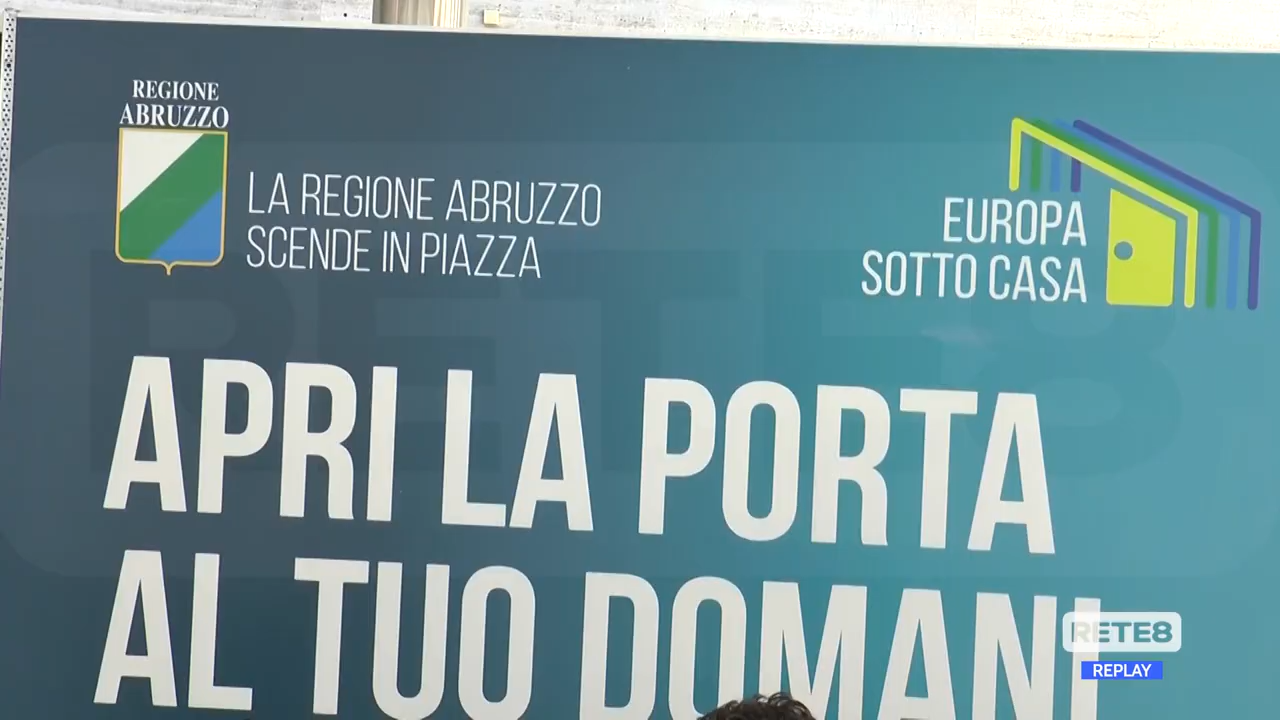 REGIONE
ABRUZZO
LA REGIONE ABRUZZO
SCENDE IN PIAZZA
EUROPA
SOTTO CASA
APRI LA PORTA
AL TUO DOMANI
RETE8
REPLAY